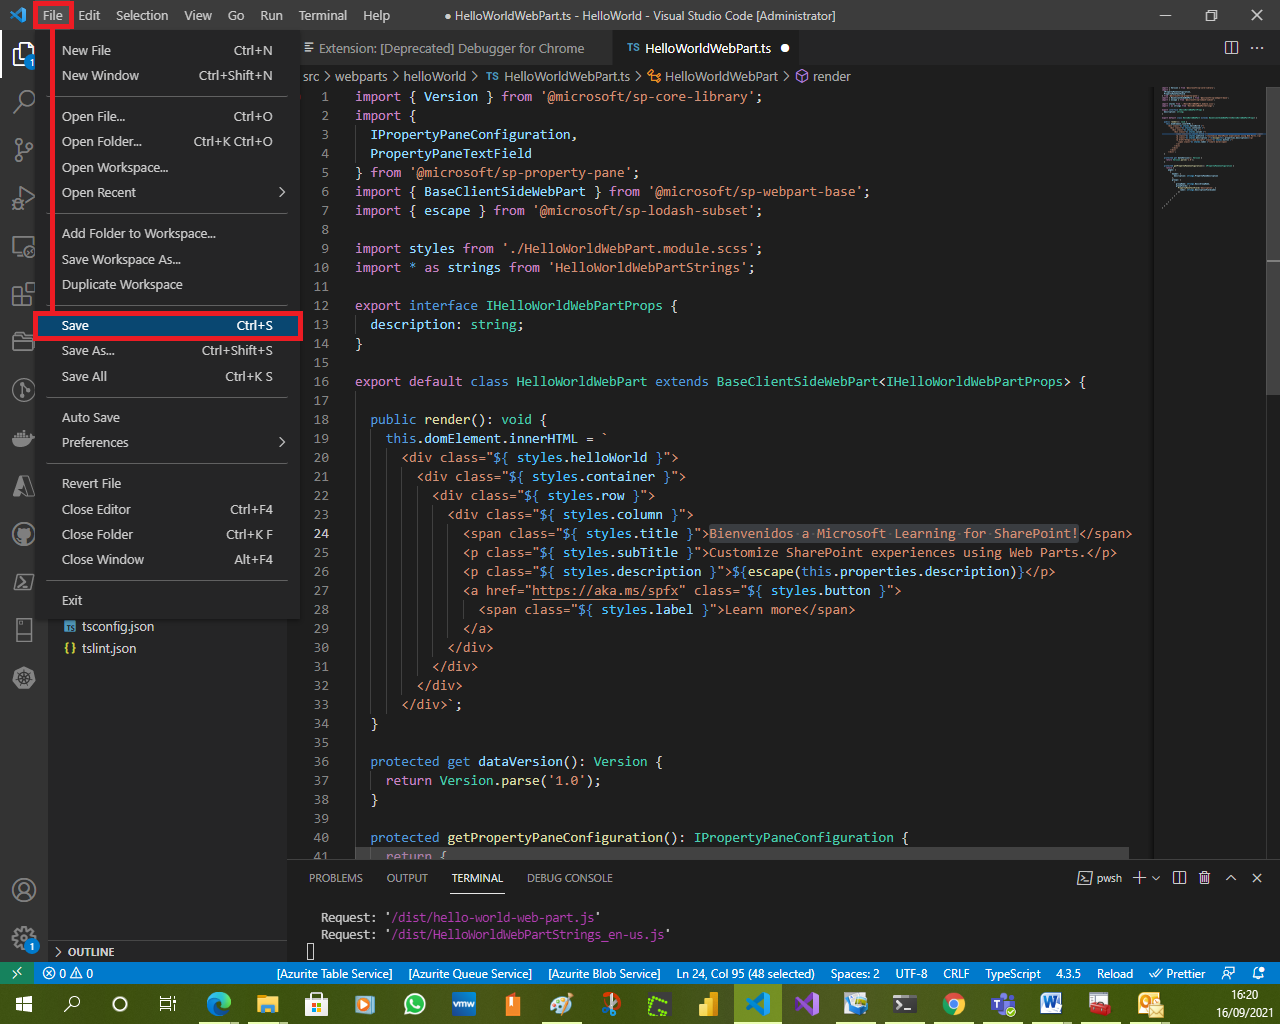 File Edit Selection View Go Run Terminal Help
● HelloWorldWebPart.ts - HelloWorld - Visual Studio Code [Administrator]
New File Ctrl+N
New Window Ctrl+Shift+N
Open File... Ctrl+O
Open Folder... Ctrl+K Ctrl+O
Open Workspace...
Open Recent
Add Folder to Workspace...
Save Workspace As...
Duplicate Workspace
Save Ctrl+S
Save As... Ctrl+Shift+S
Save All Ctrl+K S
Auto Save
Preferences
Revert File
Close Editor Ctrl+F4
Close Folder Ctrl+K F
Close Window Alt+F4
Exit
TS tsconfig.json
{} tslint.json
OUTLINE
1
1
Extension: [Deprecated] Debugger for Chrome
TS HelloWorldWebPart.ts ●
src > webparts > helloWorld > TS HelloWorldWebPart.ts > HelloWorldWebPart > render
1 import { Version } from '@microsoft/sp-core-library';
2 import {
3 IPropertyPaneConfiguration,
4 PropertyPaneTextField
5 } from '@microsoft/sp-property-pane';
6 import { BaseClientSideWebPart } from '@microsoft/sp-webpart-base';
7 import { escape } from '@microsoft/sp-lodash-subset';
8
9 import styles from './HelloWorldWebPart.module.scss';
10 import * as strings from 'HelloWorldWebPartStrings';
11
12 export interface IHelloWorldWebPartProps {
13 description: string;
14 }
15
16 export default class HelloWorldWebPart extends BaseClientSideWebPart<IHelloWorldWebPartProps> {
17
18 public render(): void {
19 this.domElement.innerHTML = `
20 <div class="${ styles.helloWorld }">
21 <div class="${ styles.container }">
22 <div class="${ styles.row }">
23 <div class="${ styles.column }">
24 <span class="${ styles.title }">Bienvenidos a Microsoft Learning for SharePoint!</span>
25 <p class="${ styles.subTitle }">Customize SharePoint experiences using Web Parts.</p>
26 <p class="${ styles.description }">${escape(this.properties.description)}</p>
27 <a href="https://aka.ms/spfx" class="${ styles.button }">
28 <span class="${ styles.label }">Learn more</span>
29 </a>
30 </div>
31 </div>
32 </div>
33 </div>`;
34 }
35
36 protected get dataVersion(): Version {
37 return Version.parse('1.0');
38 }
39
40 protected getPropertyPaneConfiguration(): IPropertyPaneConfiguration {
41 return {
PROBLEMS OUTPUT TERMINAL DEBUG CONSOLE pwsh
Request: '/dist/hello-world-web-part.js'
Request: '/dist/HelloWorldWebPartStrings_en-us.js'
0 0 [Azurite Table Service] [Azurite Queue Service] [Azurite Blob Service] Ln 24, Col 95 (48 selected) Spaces: 2 UTF-8 CRLF TypeScript 4.3.5 Reload Prettier
vmw
16:20
16/09/2021